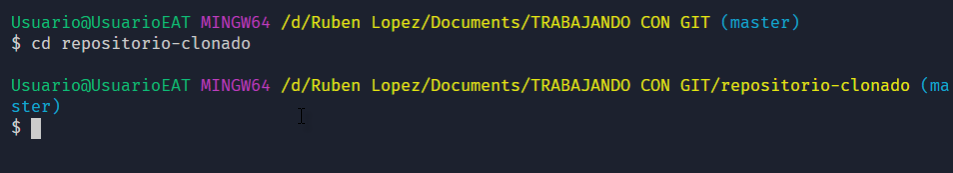 Usuario@UsuarioEAT MINGW64 /d/Ruben Lopez/Documents/TRABAJANDO CON GIT (master)
$ cd repositorio-clonado
Usuario@UsuarioEAT MINGW64 /d/Ruben Lopez/Documents/TRABAJANDO CON GIT/repositorio-clonado (ma
ster)
$